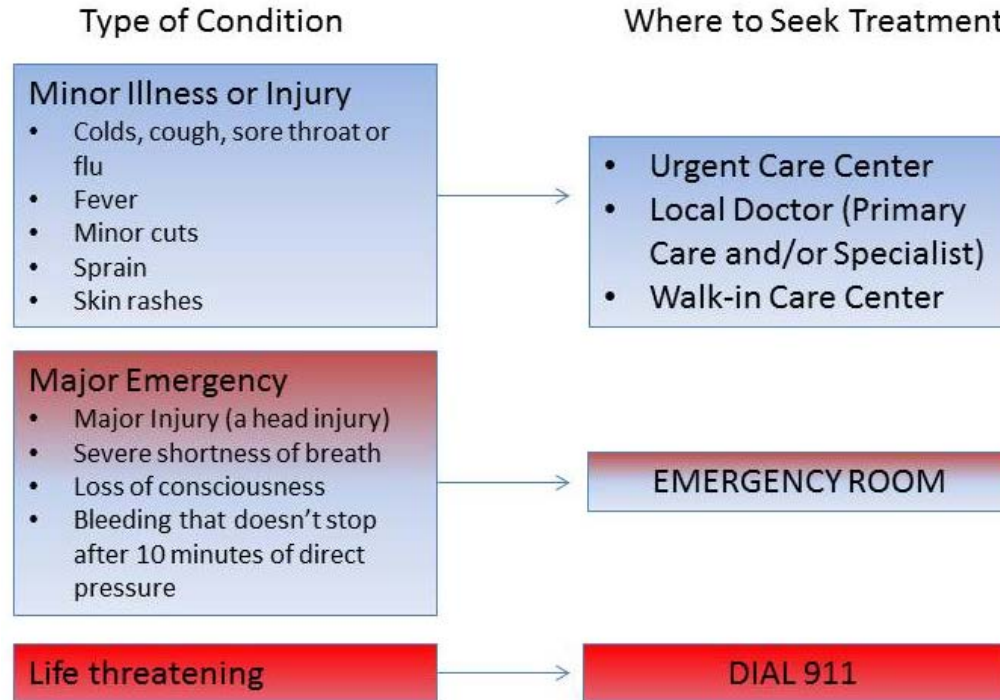 Type of Condition
Where to Seek Treatment
Minor Illness or Injury
• Colds, cough, sore throat or
flu
• Fever
• Minor cuts
• Sprain
• Skin rashes
• Urgent Care Center
• Local Doctor (Primary
Care and/or Specialist)
• Walk-in Care Center
Major Emergency
• Major Injury (a head injury)
• Severe shortness of breath
• Loss of consciousness
• Bleeding that doesn’t stop
after 10 minutes of direct
pressure
EMERGENCY ROOM
Life threatening
DIAL 911